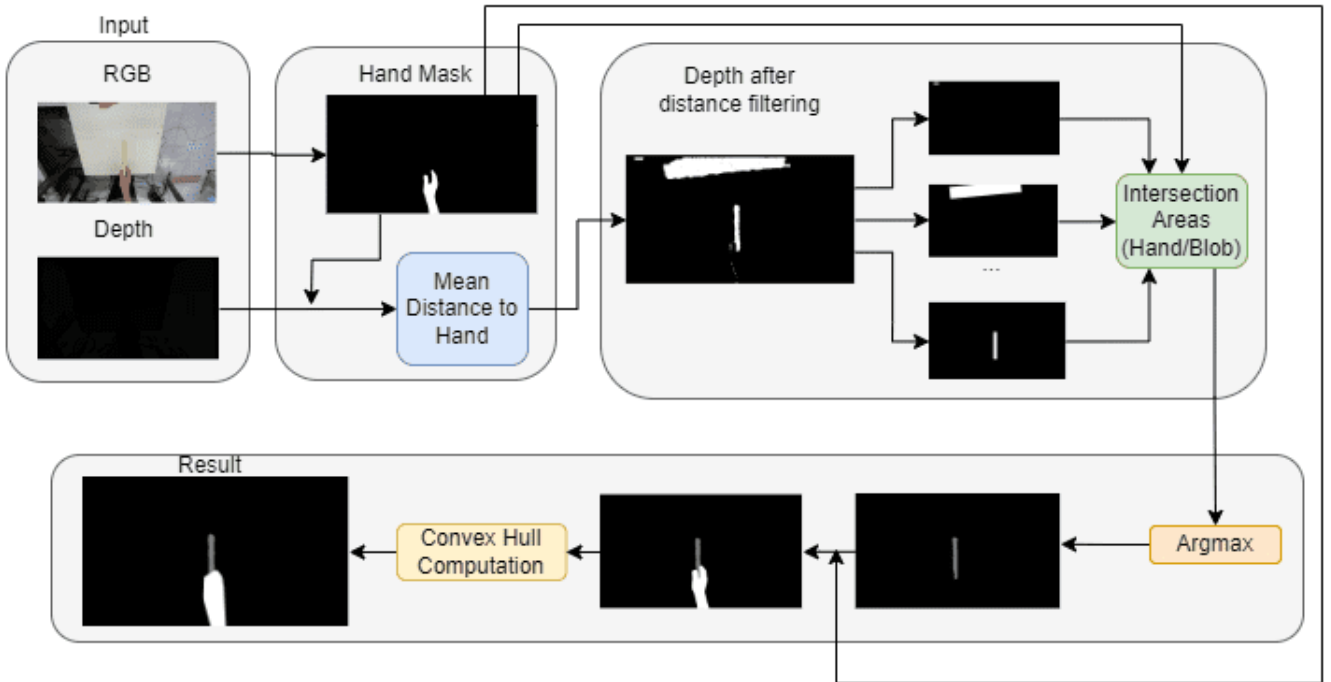 Input
RGB
Depth
Hand Mask
Mean
Distance to
Hand
Depth after
distance filtering
...
Intersection
Areas
(Hand/Blob)
Result
Convex Hull
Computation
Argmax